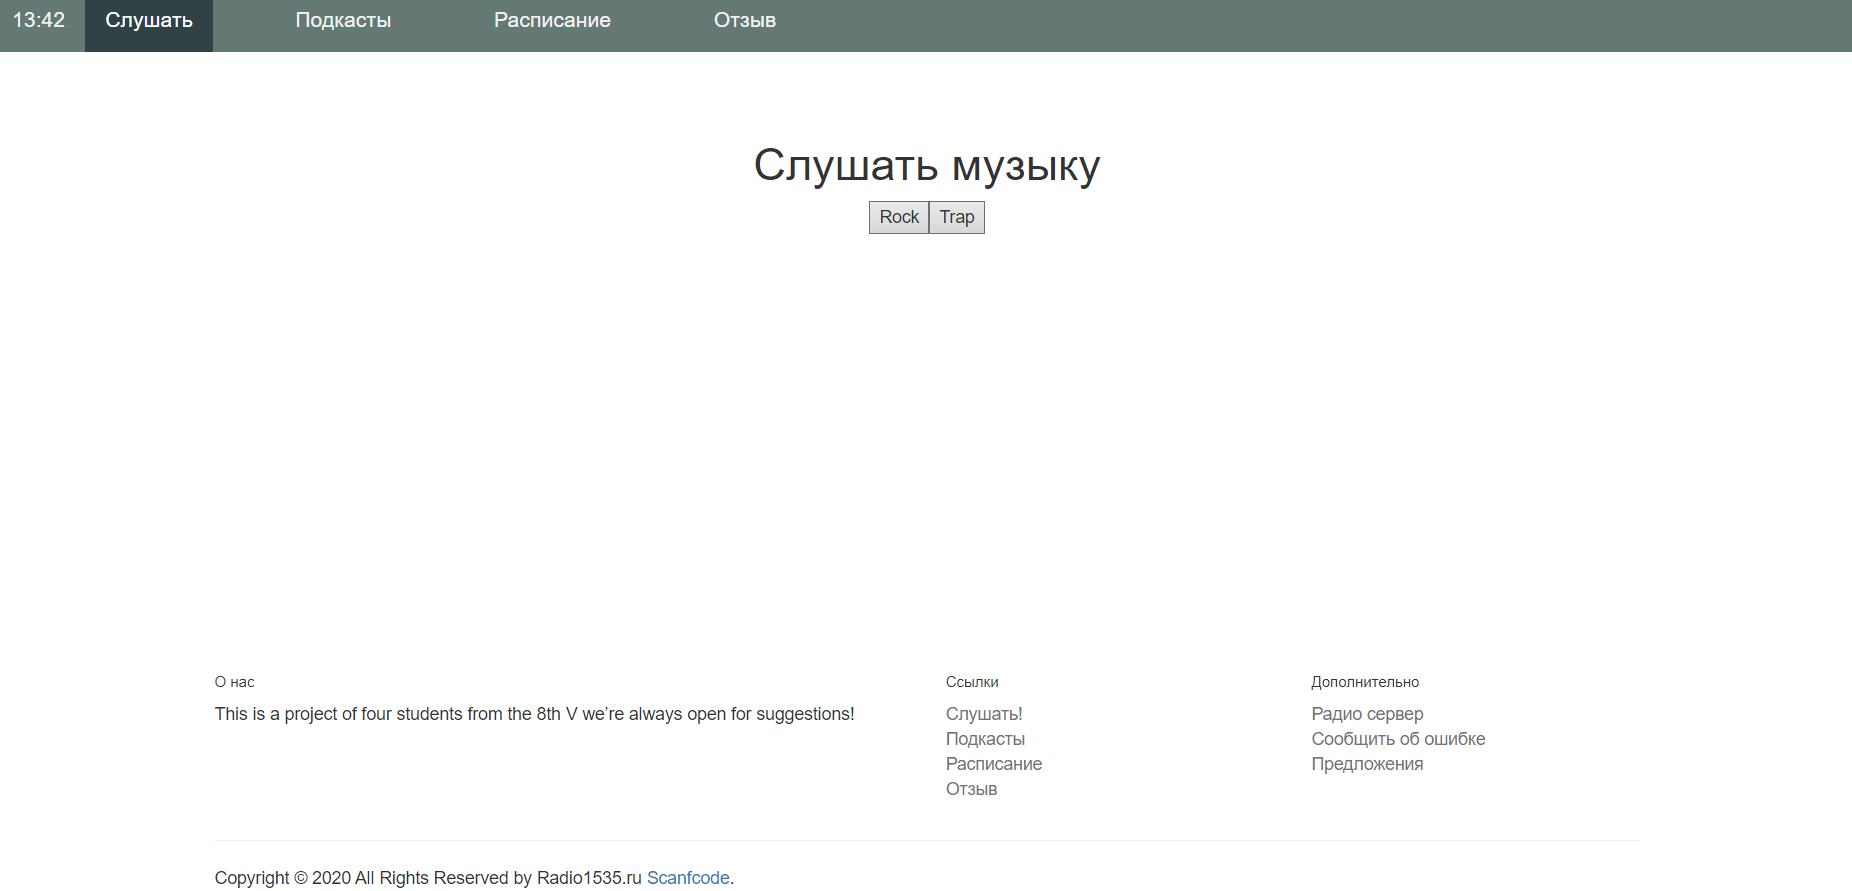 13:42 Слушать Подкасты Расписание Отзыв
Слушать музыку
Rock Trap
О нас
This is a project of four students from the 8th V we’re always open for suggestions!
Ссылки
Слушать!
Подкасты
Расписание
Отзыв
Дополнительно
Радио сервер
Сообщить об ошибке
Предложения
Copyright © 2020 All Rights Reserved by Radio1535.ru Scanfcode.